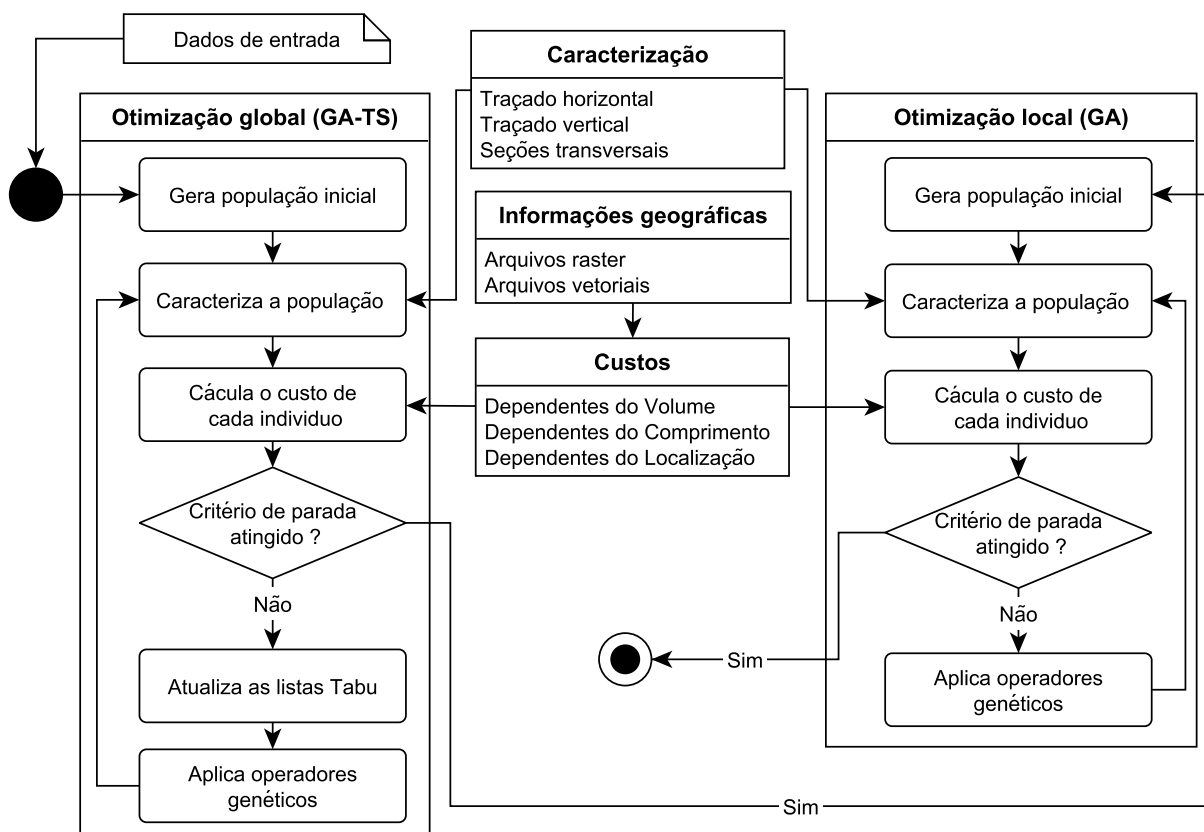 Dados de entrada
Otimização global (GA-TS)
Gera população inicial
Caracteriza a população
Cácula o custo de
cada individuo
Critério de parada
atingido ?
Não
Atualiza as listas Tabu
Aplica operadores
genéticos
Caracterização
Traçado horizontal
Traçado vertical
Seções transversais
Informações geográficas
Arquivos raster
Arquivos vetoriais
Custos
Dependentes do Volume
Dependentes do Comprimento
Dependentes do Localização
Otimização local (GA)
Gera população inicial
Caracteriza a população
Cácula o custo de
cada individuo
Critério de parada
atingido ?
Não
Aplica operadores
genéticos
Sim
Sim